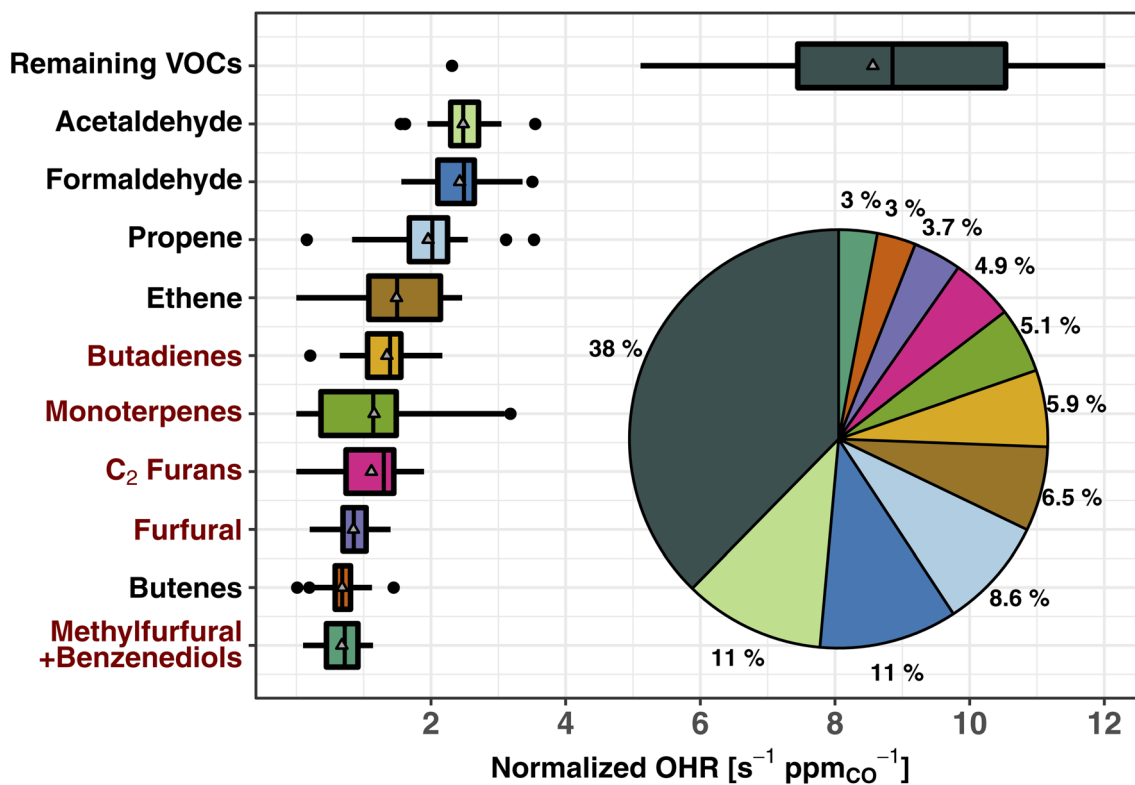 Remaining VOCs
Acetaldehyde
Formaldehyde
Propene
Ethene
Butadienes
Monoterpenes
C₂ Furans
Furfural
Butenes
Methylfurfural
+Benzenediols
3 %
3 %
3.7 %
4.9 %
5.1 %
5.9 %
6.5 %
8.6 %
11 %
11 %
38 %
2 4 6 8 10 12
Normalized OHR [s⁻¹ ppm_CO⁻¹]